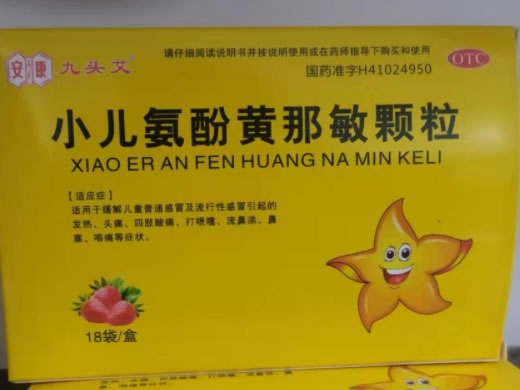 请仔细阅读说明书并按说明使用或在药师指导下购买和使用
安康 九头艾
国药准字H41024950
OTC
小儿氨酚黄那敏颗粒
XIAO ER AN FEN HUANG NA MIN KELI
【适应症】
适用于缓解儿童普通感冒及流行性感冒引起的
发热、头痛、四肢酸痛、打喷嚏、流鼻涕、鼻
塞、咽痛等症状。
18袋/盒